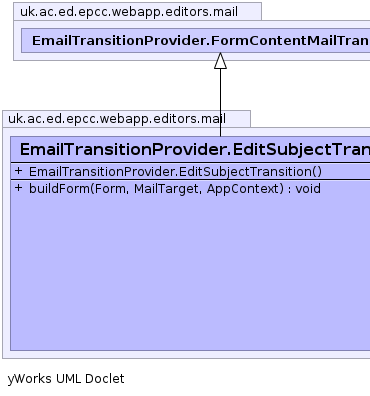 uk.ac.ed.epcc.webapp.editors.mail
EmailTransitionProvider.FormContentMailTran
uk.ac.ed.epcc.webapp.editors.mail
EmailTransitionProvider.EditSubjectTran
+ EmailTransitionProvider.EditSubjectTransition()
+ buildForm(Form, MailTarget, AppContext) : void
yWorks UML Doclet